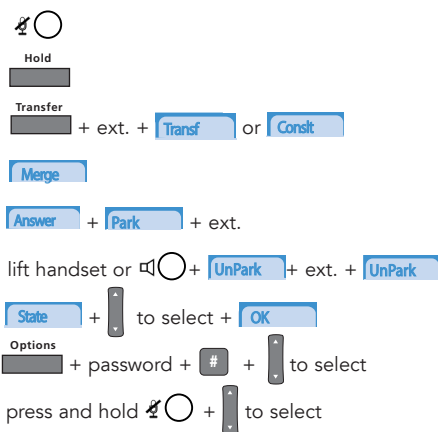 Hold
Transfer
+ ext. + Transf or Conslt
Merge
Answer + Park + ext.
lift handset or + UnPark + ext. + UnPark
State + to select + OK
Options
+ password + # + to select
press and hold + to select